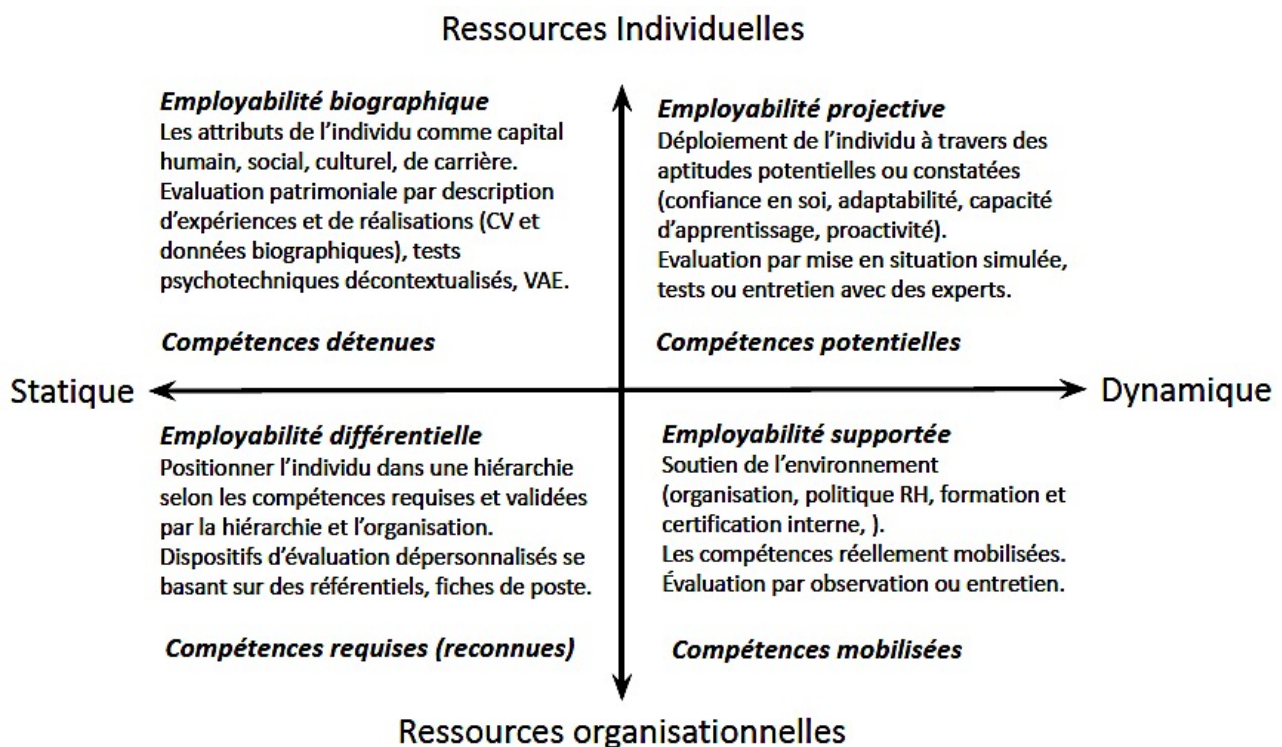 Ressources Individuelles
Employabilité biographique
Les attributs de l'individu comme capital
humain, social, culturel, de carrière.
Evaluation patrimoniale par description
d'expériences et de réalisations (CV et
données biographiques), tests
psychotechniques décontextualisés, VAE.
Compétences détenues
Employabilité projective
Déploiement de l'individu à travers des
aptitudes potentielles ou constatées
(confiance en soi, adaptabilité, capacité
d'apprentissage, proactivité).
Evaluation par mise en situation simulée,
tests ou entretien avec des experts.
Compétences potentielles
Statique
Dynamique
Employabilité différentielle
Positionner l'individu dans une hiérarchie
selon les compétences requises et validées
par la hiérarchie et l'organisation.
Dispositifs d'évaluation dépersonnalisés se
basant sur des référentiels, fiches de poste.
Compétences requises (reconnues)
Employabilité supportée
Soutien de l'environnement
(organisation, politique RH, formation et
certification interne, ).
Les compétences réellement mobilisées.
Évaluation par observation ou entretien.
Compétences mobilisées
Ressources organisationnelles